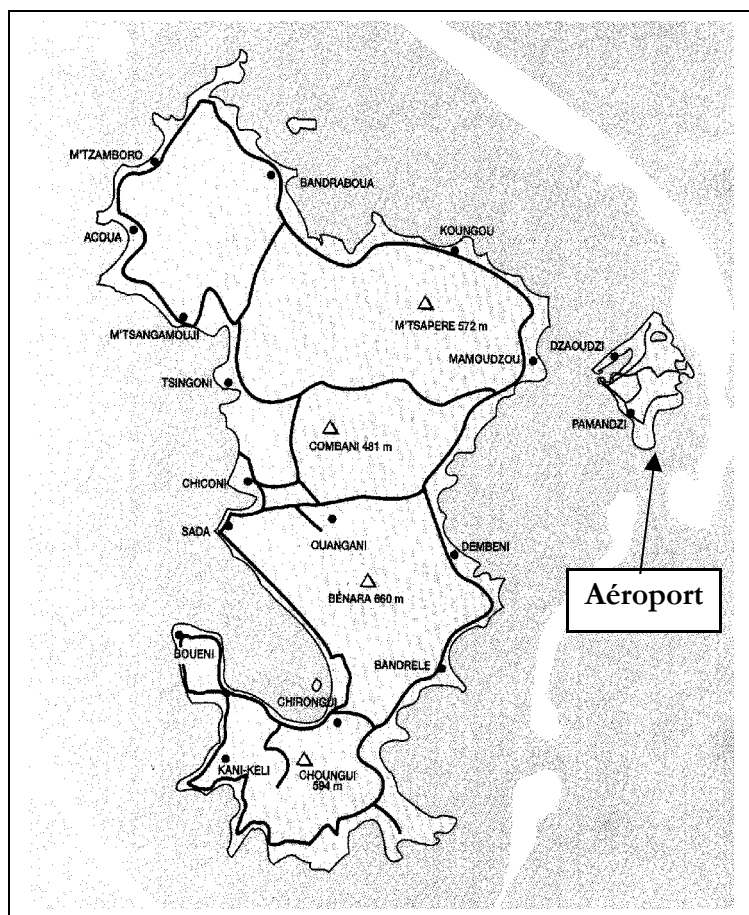 M'TZAMBORO
BANDRABOUA
ACOUA
KOUNGOU
M'TSAPERE 572 m
M'TSANGAMOUJI
DZAOUDZI
MAMOUDZOU
TSINGONI
PAMANDZI
COMBANI 481 m
CHICONI
SADA
OUANGANI
DEMBENI
BÉNARA 660 m
Aéroport
BOUENI
BANDRELE
CHIRONGUI
KANI-KELI
CHOUNGUI
594 m